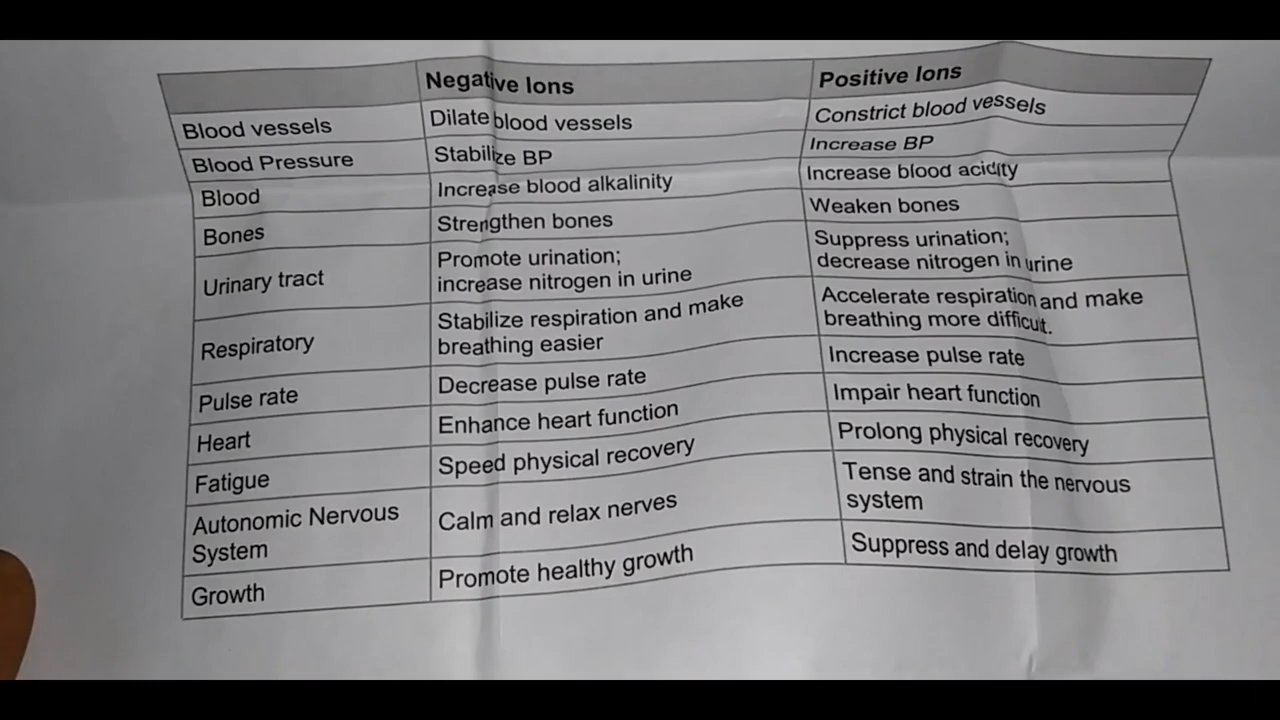 Negative Ions Positive Ions
Blood vessels Dilate blood vessels Constrict blood vessels
Blood Pressure Stabilize BP Increase BP
Blood Increase blood alkalinity Increase blood acidity
Bones Strengthen bones Weaken bones
Urinary tract Promote urination; Suppress urination;
increase nitrogen in urine decrease nitrogen in urine
Respiratory Stabilize respiration and make Accelerate respiration and make
breathing easier breathing more difficult.
Pulse rate Decrease pulse rate Increase pulse rate
Heart Enhance heart function Impair heart function
Fatigue Speed physical recovery Prolong physical recovery
Autonomic Nervous Calm and relax nerves Tense and strain the nervous
System system
Growth Promote healthy growth Suppress and delay growth